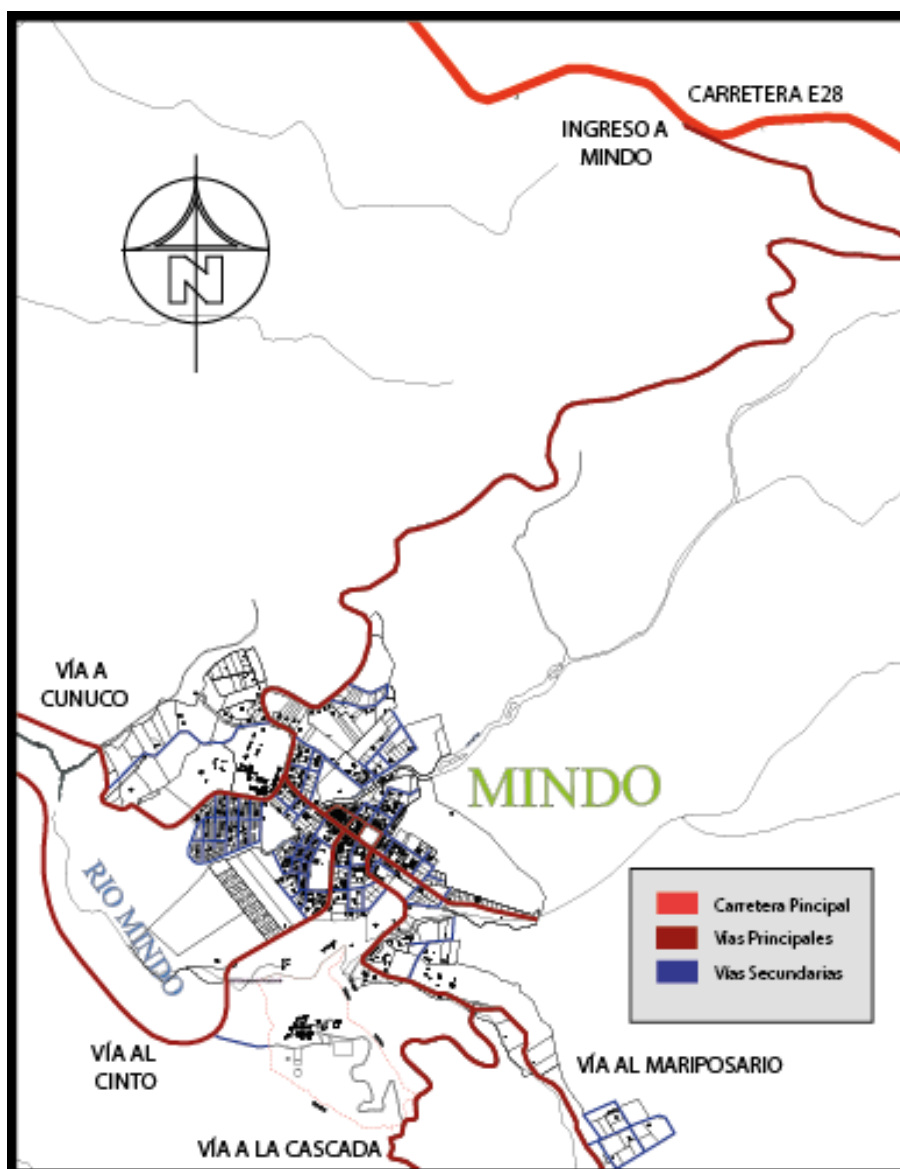 CARRETERA E28
INGRESO A
MINDO
N
VÍA A
CUNUCO
MINDO
RIO MINDO
Carretera Pincipal
Vías Principales
Vías Secundarias
VÍA AL
CINTO
VÍA AL MARIPOSARIO
VÍA A LA CASCADA